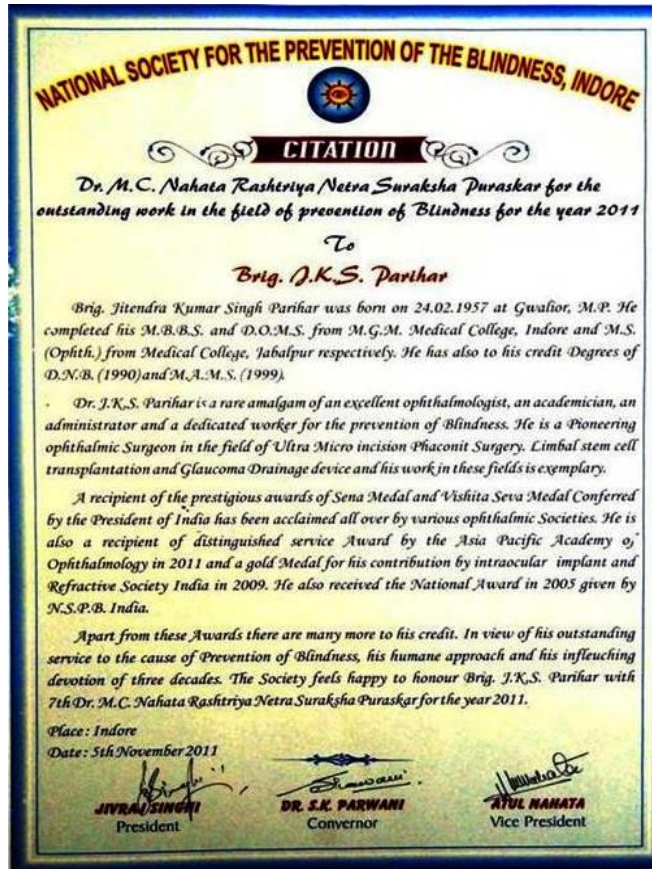 NATIONAL SOCIETY FOR THE PREVENTION OF THE BLINDNESS, INDORE
CITATION
Dr. M.C. Nahata Rashtriya Netra Suraksha Puraskar for the
outstanding work in the field of prevention of Blindness for the year 2011
To
Brig. J.K.S. Parihar
Brig. Jitendra Kumar Singh Parihar was born on 24.02.1957 at Gwalior, M.P. He
completed his M.B.B.S. and D.O.M.S. from M.G.M. Medical College, Indore and M.S.
(Ophth.) from Medical College, Jabalpur respectively. He has also to his credit Degrees of
D.N.B. (1990) and M.A.M.S. (1999).
Dr. J.K.S. Parihar is a rare amalgam of an excellent ophthalmologist, an academician, an
administrator and a dedicated worker for the prevention of Blindness. He is a Pioneering
ophthalmic Surgeon in the field of Ultra Micro incision Phaconit Surgery. Limbal stem cell
transplantation and Glaucoma Drainage device and his work in these fields is exemplary.
A recipient of the prestigious awards of Sena Medal and Vishita Seva Medal Conferred
by the President of India has been acclaimed all over by various ophthalmic Societies. He is
also a recipient of distinguished service Award by the Asia Pacific Academy of
Ophthalmology in 2011 and a gold Medal for his contribution by intraocular implant and
Refractive Society India in 2009. He also received the National Award in 2005 given by
N.S.P.B. India.
Apart from these Awards there are many more to his credit. In view of his outstanding
service to the cause of Prevention of Blindness, his humane approach and his infleuching
devotion of three decades. The Society feels happy to honour Brig. J.K.S. Parihar with
7th Dr. M.C. Nahata Rashtriya Netra Suraksha Puraskar for the year 2011.
Place: Indore
Date: 5th November 2011
JIVRAJ SINGHI
President
DR. S.K. PARWANI
Convernor
ATUL NAHATA
Vice President